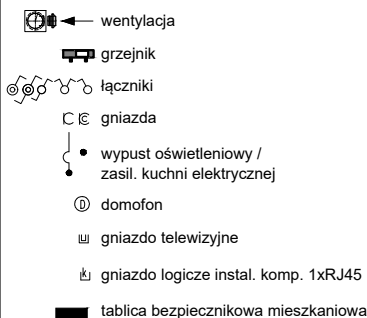 wentylacja
grzejnik
łączniki
gniazda
wypust oświetleniowy /
zasil. kuchni elektrycznej
D domofon
gniazdo telewizyjne
k gniazdo logicze instal. komp. 1xRJ45
tablica bezpiecznikowa mieszkaniowa